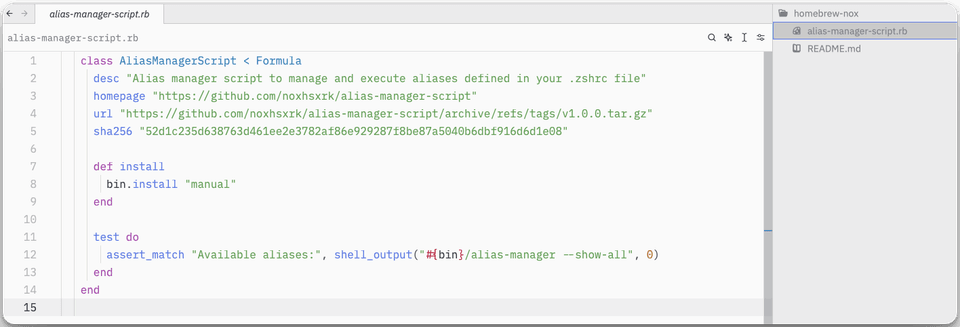 alias-manager-script.rb
homebrew-nox
alias-manager-script.rb
alias-manager-script.rb
README.md
1 class AliasManagerScript < Formula
2 desc "Alias manager script to manage and execute aliases defined in your .zshrc file"
3 homepage "https://github.com/noxhsxrk/alias-manager-script"
4 url "https://github.com/noxhsxrk/alias-manager-script/archive/refs/tags/v1.0.0.tar.gz"
5 sha256 "52d1c235d638763d461ee2e3782af86e929287f8be87a5040b6dbf916d6d1e08"
6
7 def install
8 bin.install "manual"
9 end
10
11 test do
12 assert_match "Available aliases:", shell_output("#{bin}/alias-manager --show-all", 0)
13 end
14 end
15